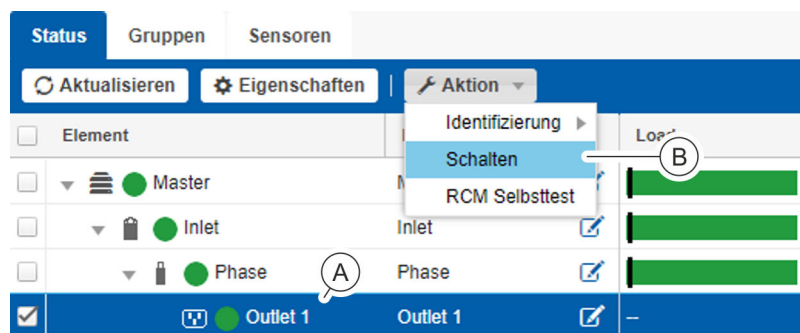 Status Gruppen Sensoren
Aktualisieren Eigenschaften | Aktion
Element Load
Identifizierung
Schalten B
RCM Selbsttest
Master
Inlet Inlet
Phase A Phase
Outlet 1 Outlet 1 –